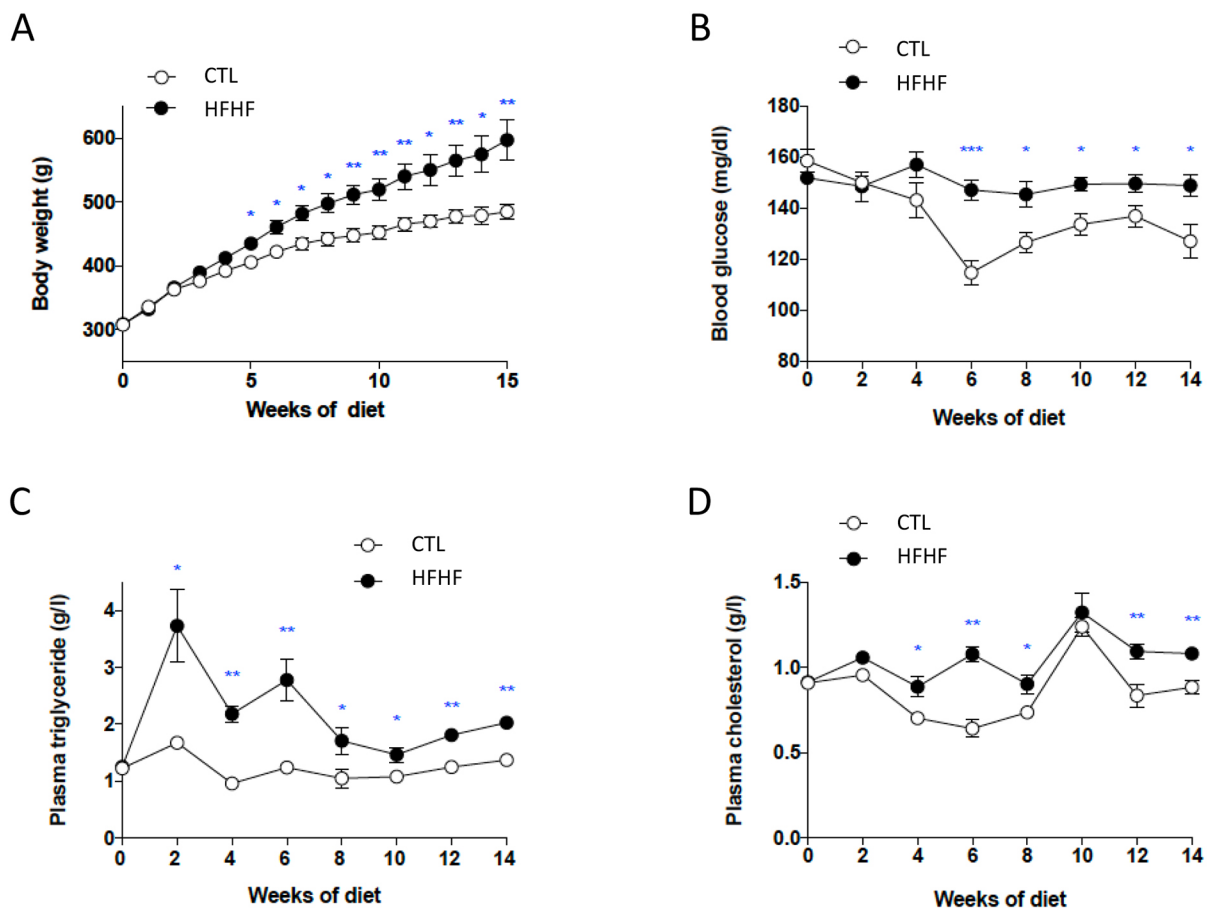 A
CTL
HFHF
Body weight (g)
600
500
400
300
* * * * ** ** ** * ** * **
0 5 10 15
Weeks of diet
B
CTL
HFHF
Blood glucose (mg/dl)
180
160
140
120
100
80
*** * * * *
0 2 4 6 8 10 12 14
Weeks of diet
C
CTL
HFHF
Plasma triglyceride (g/l)
4
3
2
1
0
* ** ** * * ** **
0 2 4 6 8 10 12 14
Weeks of diet
D
CTL
HFHF
Plasma cholesterol (g/l)
1.5
1.0
0.5
0.0
* ** * ** **
0 2 4 6 8 10 12 14
Weeks of diet